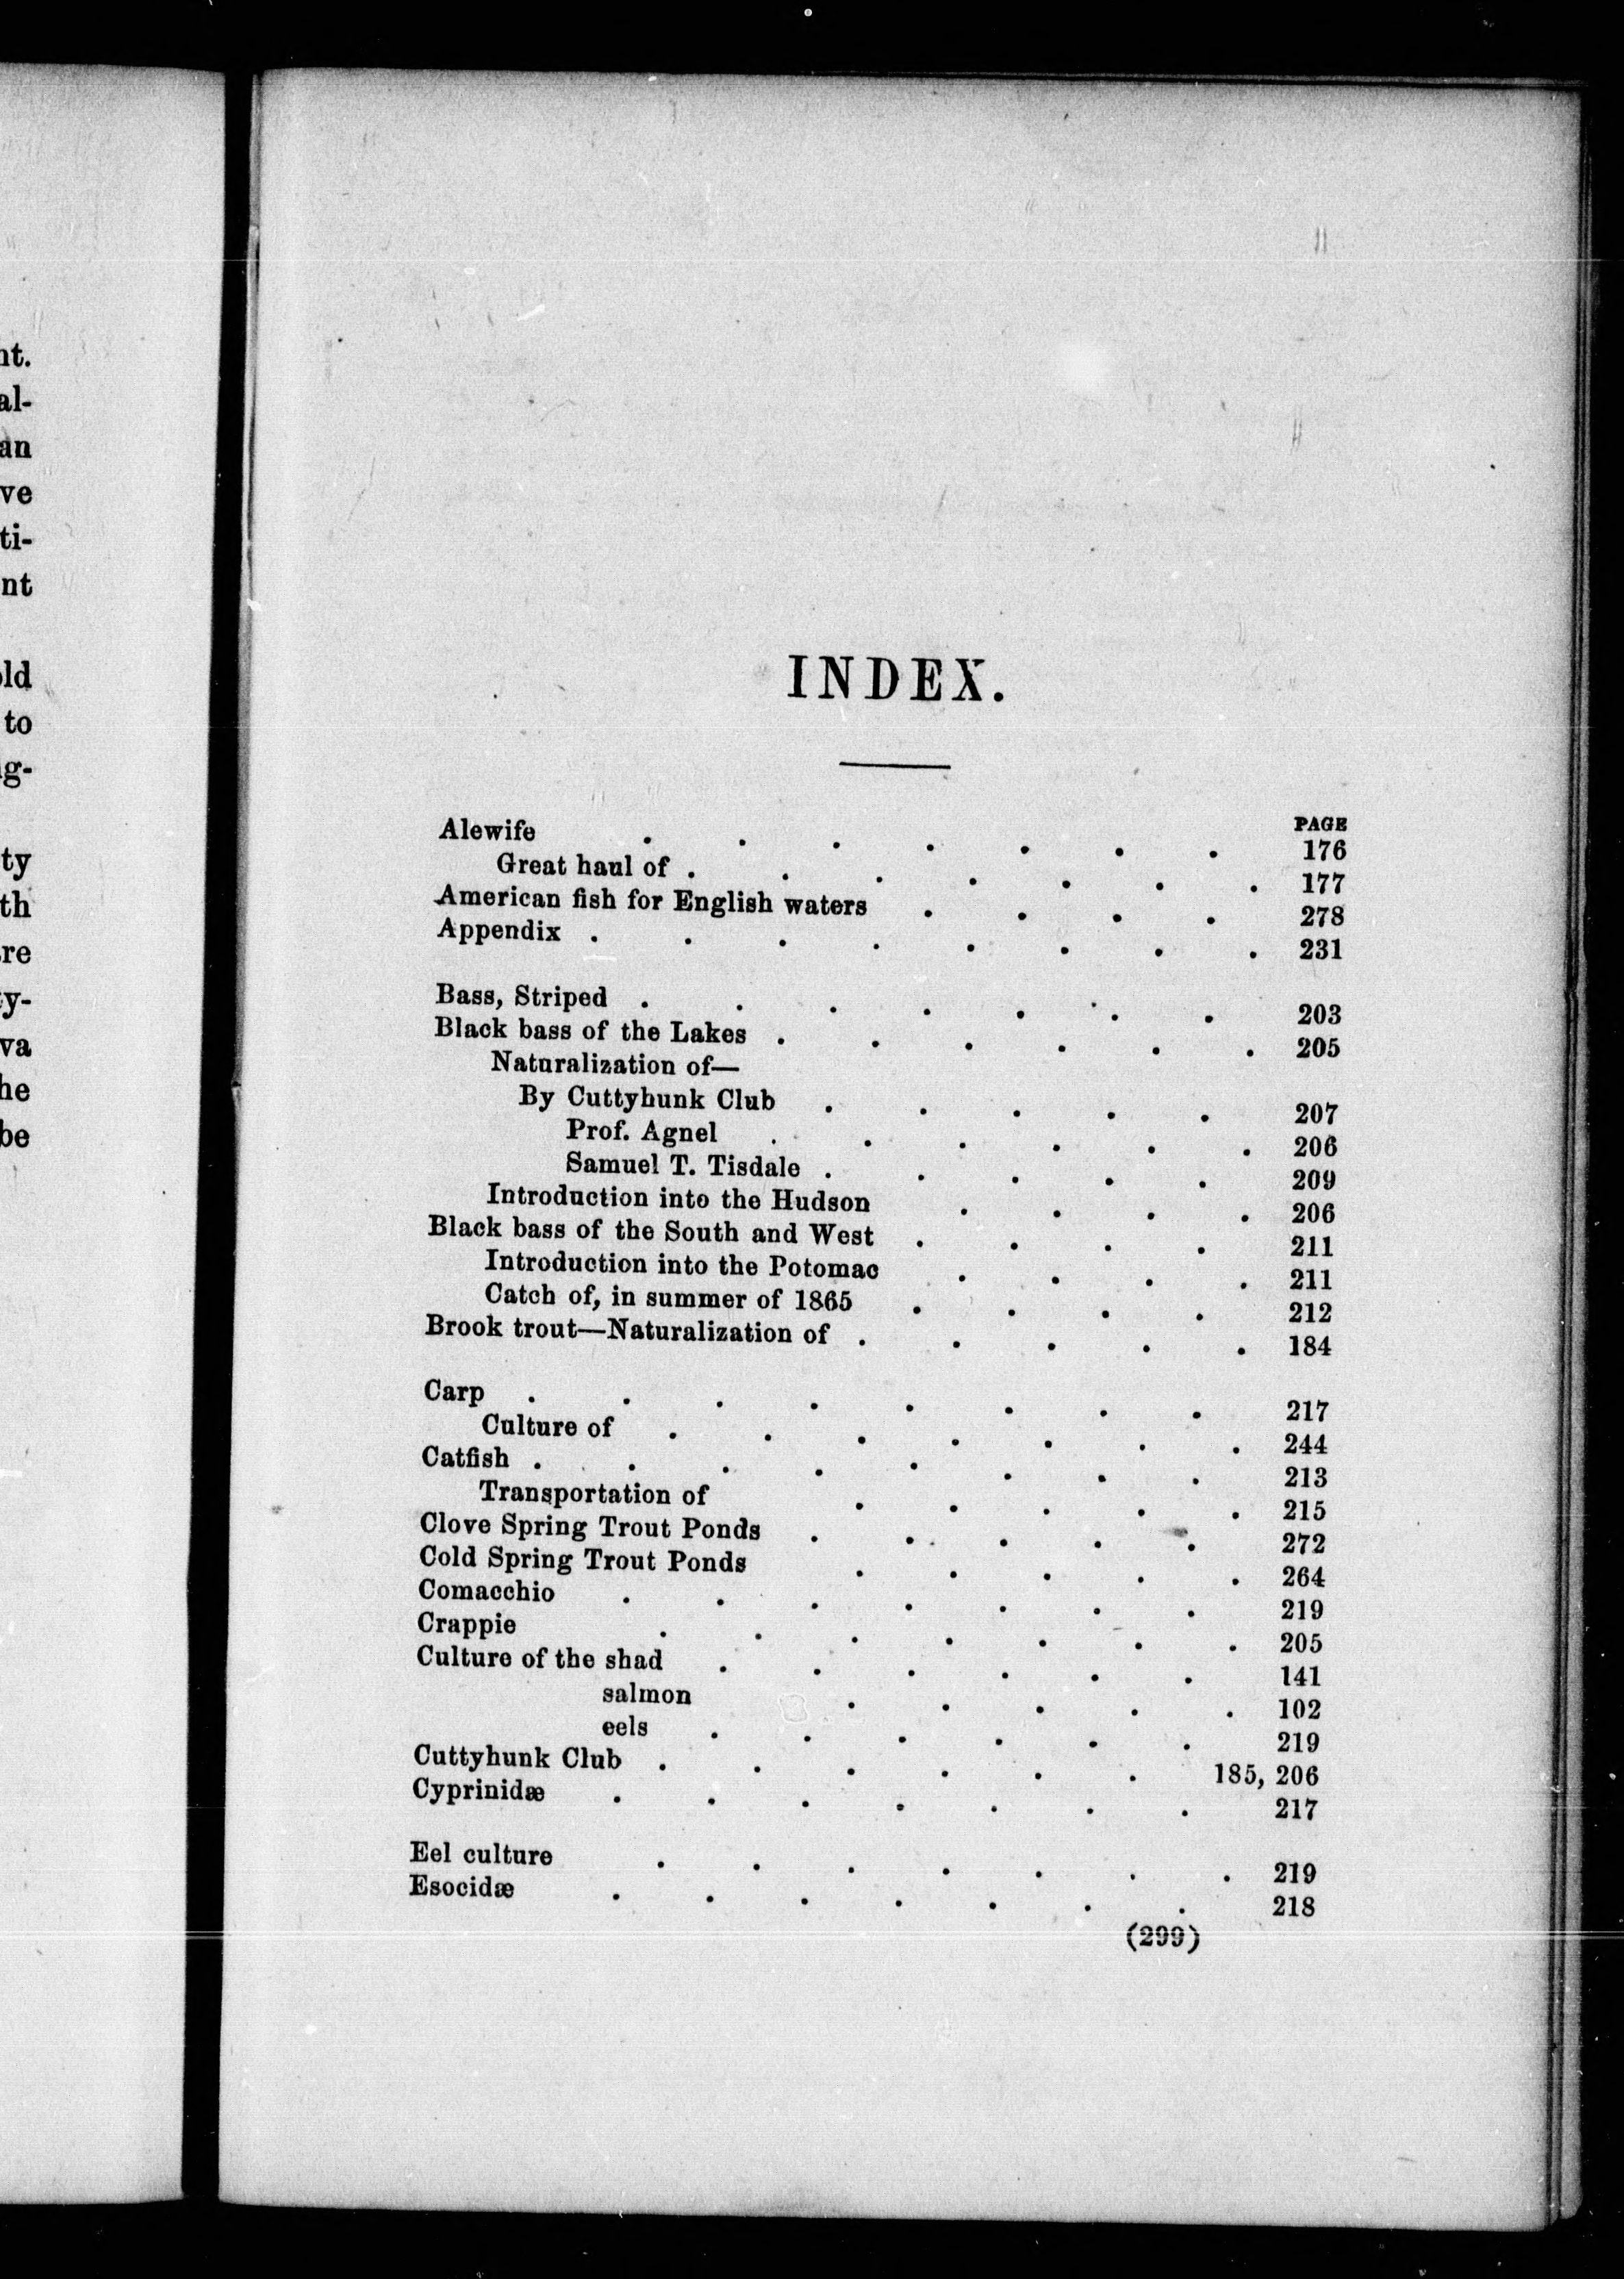 nt.
al-
an
ve
ti-
nt
old
to
g-
ty
th
re
ty-
va
he
be
INDEX.
PAGE
Alewife . . . . . . . 176
Great haul of . . . . . . . 177
American fish for English waters . . . . 278
Appendix . . . . . . . . 231
Bass, Striped . . . . . . . 203
Black bass of the Lakes . . . . . . 205
Naturalization of—
By Cuttyhunk Club . . . . . 207
Prof. Agnel . . . . . . 206
Samuel T. Tisdale . . . . . 209
Introduction into the Hudson . . . . 206
Black bass of the South and West . . . . 211
Introduction into the Potomac . . . . 211
Catch of, in summer of 1865 . . . . 212
Brook trout—Naturalization of . . . . . 184
Carp . . . . . . . . 217
Culture of . . . . . . . 244
Catfish . . . . . . . . 213
Transportation of . . . . . 215
Clove Spring Trout Ponds . . . . . 272
Cold Spring Trout Ponds . . . . . 264
Comacchio . . . . . . . 219
Crappie . . . . . . . 205
Culture of the shad . . . . . . 141
salmon . . . . . 102
eels . . . . . . 219
Cuttyhunk Club . . . . . . 185, 206
Cyprinidæ . . . . . . . 217
Eel culture . . . . . . . 219
Esocidæ . . . . . . . 218
(299)